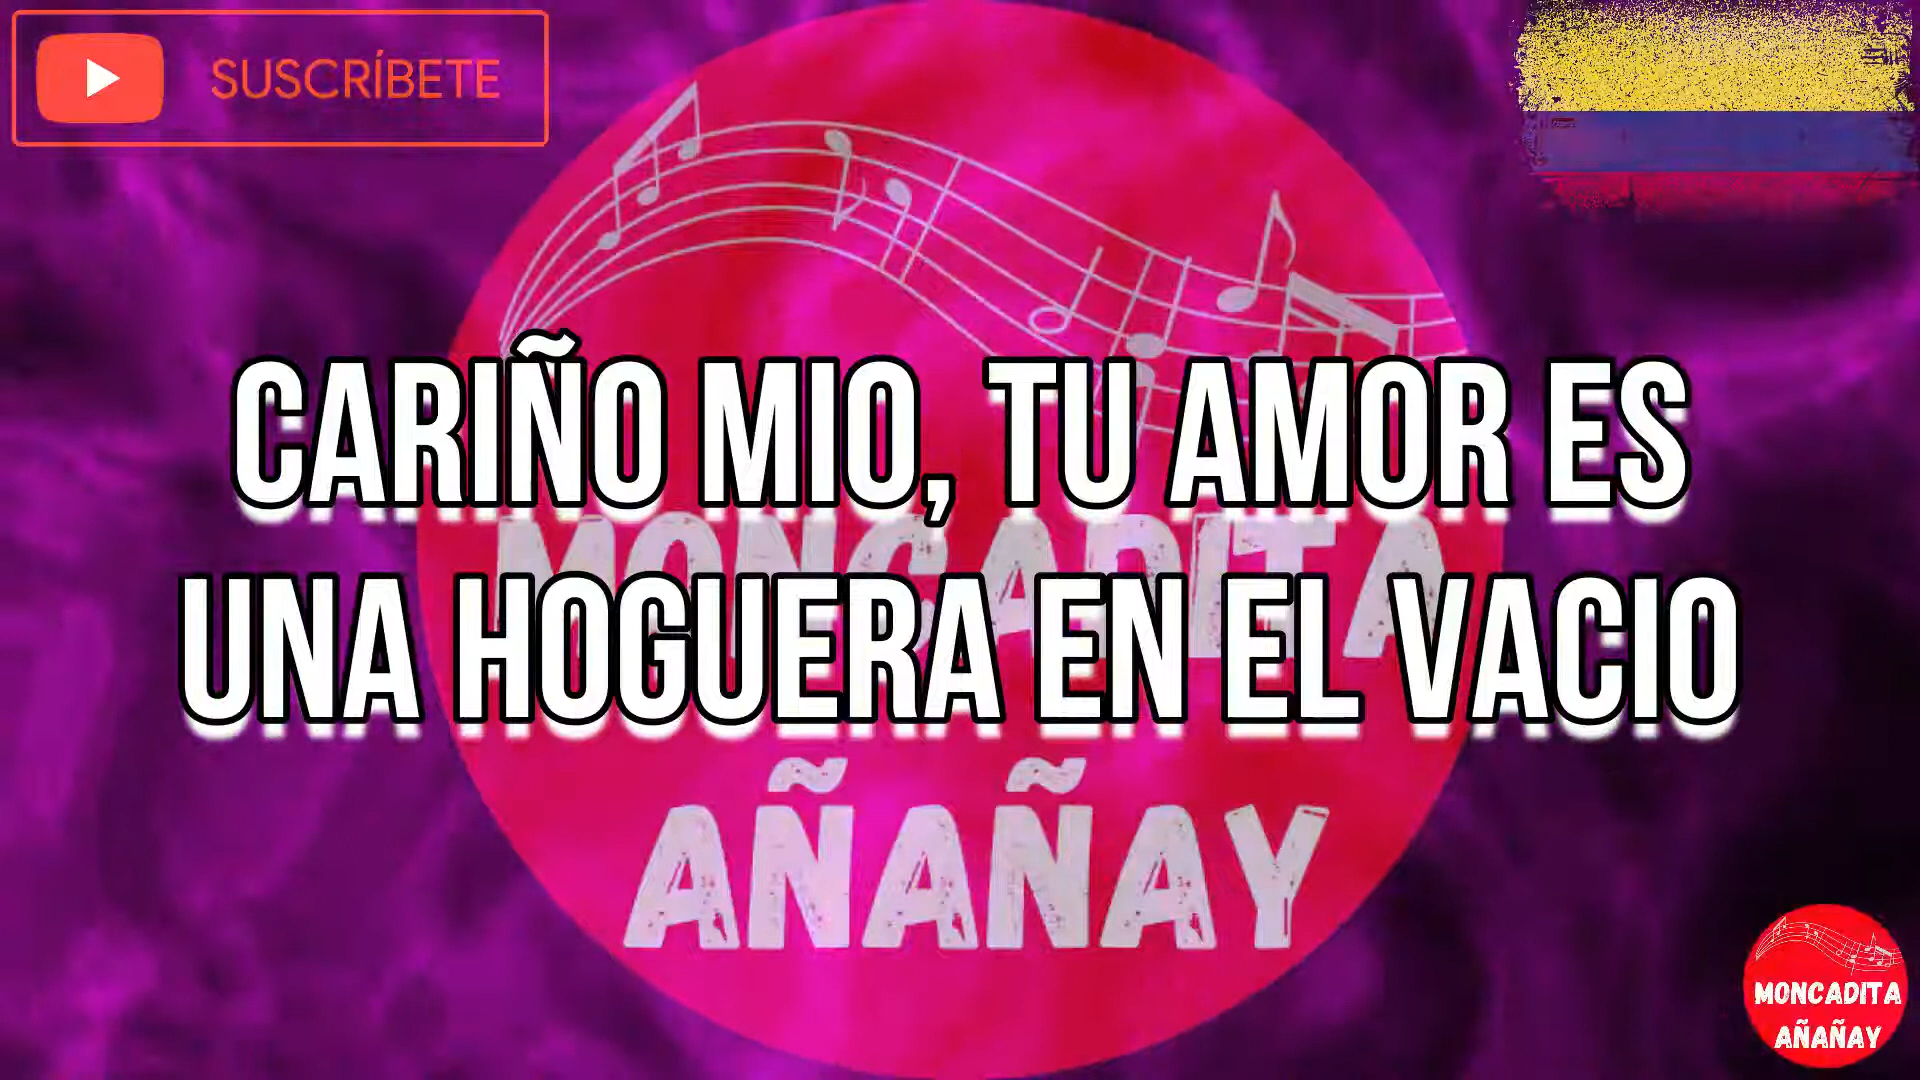 SUSCRÍBETE
CARIÑO MIO, TU AMOR ES
MONCADITA
UNA HOGUERA EN EL VACIO
AÑAÑAY
MONCADITA
AÑAÑAY